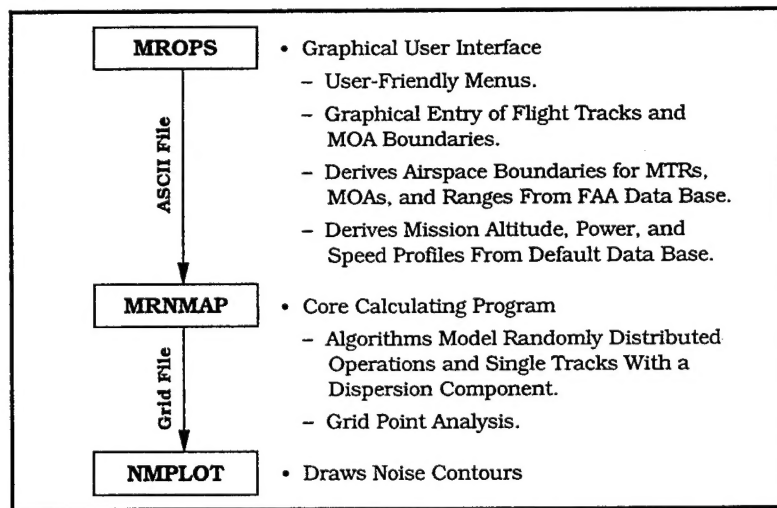 MROPS
• Graphical User Interface
– User-Friendly Menus.
– Graphical Entry of Flight Tracks and
MOA Boundaries.
– Derives Airspace Boundaries for MTRs,
MOAs, and Ranges From FAA Data Base.
– Derives Mission Altitude, Power, and
Speed Profiles From Default Data Base.
ASCII File
MRNMAP
• Core Calculating Program
– Algorithms Model Randomly Distributed
Operations and Single Tracks With a
Dispersion Component.
– Grid Point Analysis.
Grid File
NMPLOT
• Draws Noise Contours